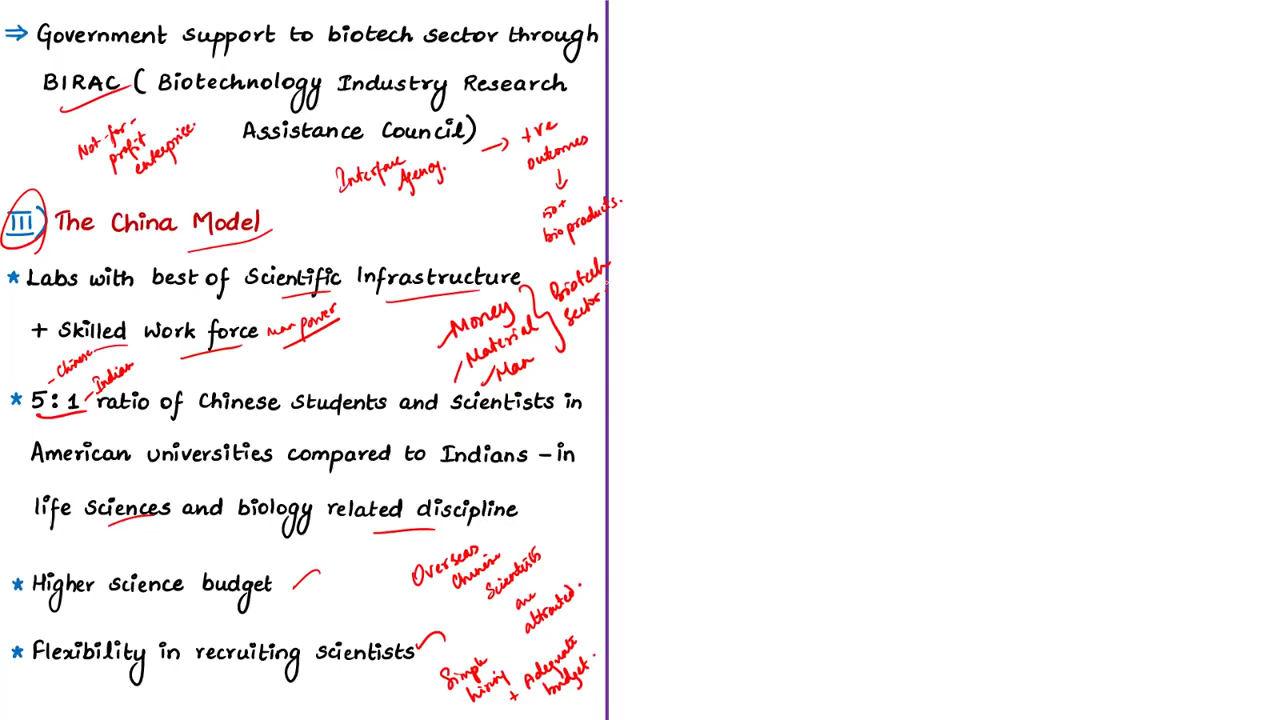 ⇒ Government support to biotech sector through
BIRAC ( Biotechnology Industry Research
Assistance Council)
Not-for-
profit
enterprise.
Interface
Agency.
→ +ve
outcomes
↓
50+
bioproducts.
III) The China Model
* Labs with best of Scientific Infrastructure
+ Skilled Work force man power
Money
Material
Man
Biotech
Sector.
Chinese
Indian
* 5:1 ratio of Chinese Students and Scientists in
American universities compared to Indians - in
life sciences and biology related discipline
* Higher science budget
Overseas
Chinese
Scientists
are
attracted.
* Flexibility in recruiting scientists
Simple
hiring
+ Adequate
budget.